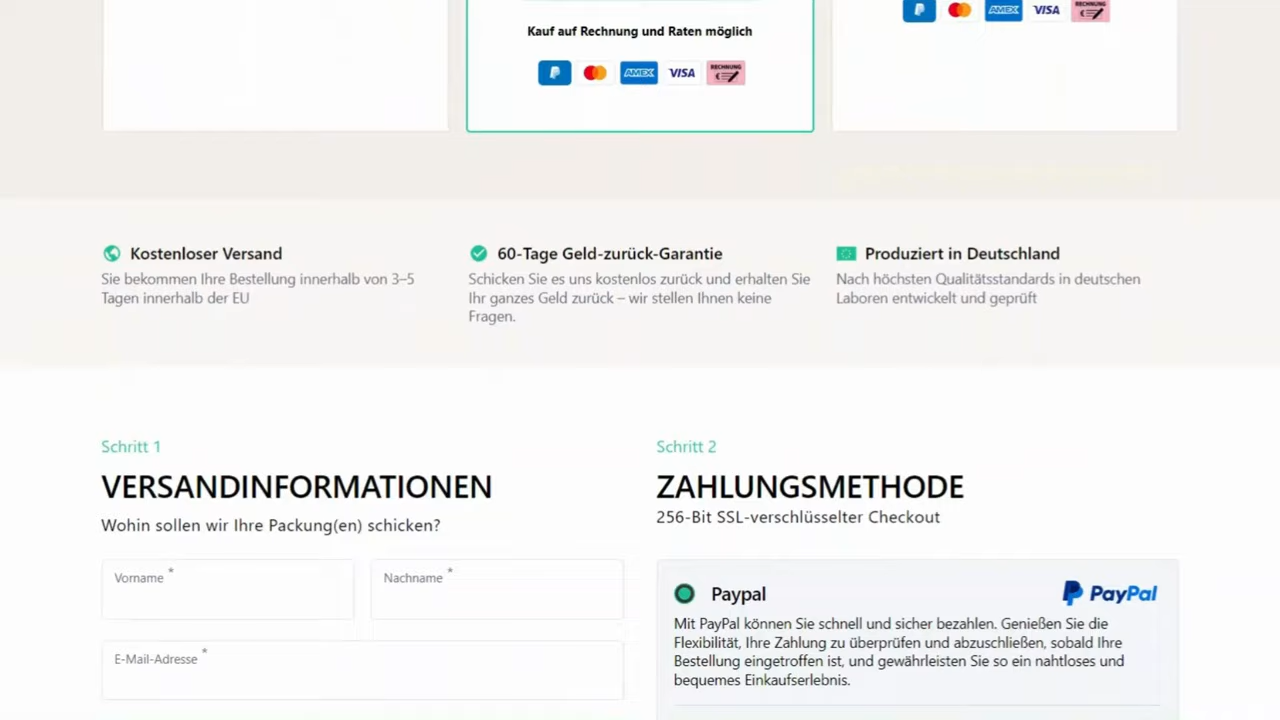 Kauf auf Rechnung und Raten möglich
AMEX VISA RECHNUNG
AMEX VISA RECHNUNG
Kostenloser Versand
Sie bekommen Ihre Bestellung innerhalb von 3–5
Tagen innerhalb der EU
60-Tage Geld-zurück-Garantie
Schicken Sie es uns kostenlos zurück und erhalten Sie
Ihr ganzes Geld zurück – wir stellen Ihnen keine
Fragen.
Produziert in Deutschland
Nach höchsten Qualitätsstandards in deutschen
Laboren entwickelt und geprüft
Schritt 1
VERSANDINFORMATIONEN
Wohin sollen wir Ihre Packung(en) schicken?
Vorname *
Nachname *
E-Mail-Adresse *
Schritt 2
ZAHLUNGSMETHODE
256-Bit SSL-verschlüsselter Checkout
Paypal
PayPal
Mit PayPal können Sie schnell und sicher bezahlen. Genießen Sie die
Flexibilität, Ihre Zahlung zu überprüfen und abzuschließen, sobald Ihre
Bestellung eingetroffen ist, und gewährleisten Sie so ein nahtloses und
bequemes Einkaufserlebnis.